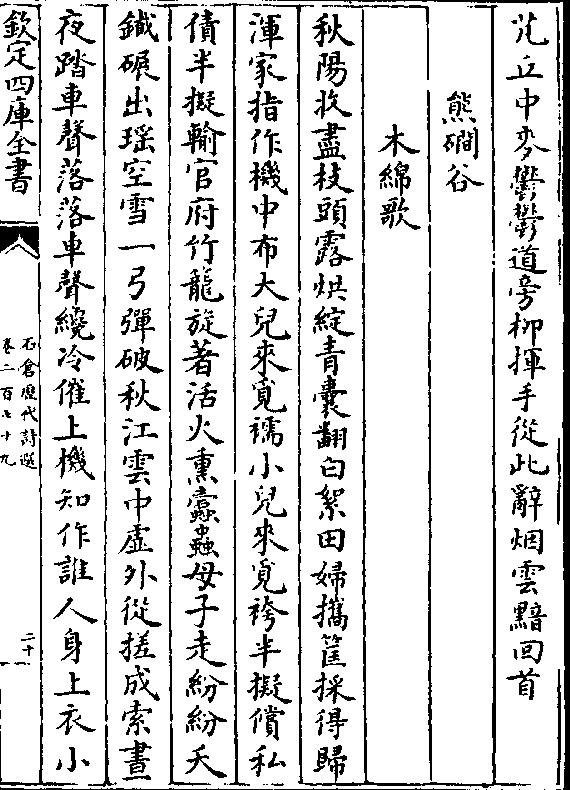 芃丘中麥鬱鬱道旁柳揮手從此辭烟雲黯回首
熊磵谷
木綿歌
秋陽收盡枝頭露烘綻青囊翻白絮田婦攜筐採得歸
渾家指作機中布大兒來覓襦小兒來覓袴半擬償私
債半擬輸官府竹龍旋著活火熏蠹蟲母子走紛紛夭
鐵碾出瑶空雪一弓彈破秋江雲中虛外從搓成索晝
夜踏車聲落落車聲纔冷催上機知作誰人身上衣小
欽定四庫全書
石倉歷代詩選
卷二百七十九
二十